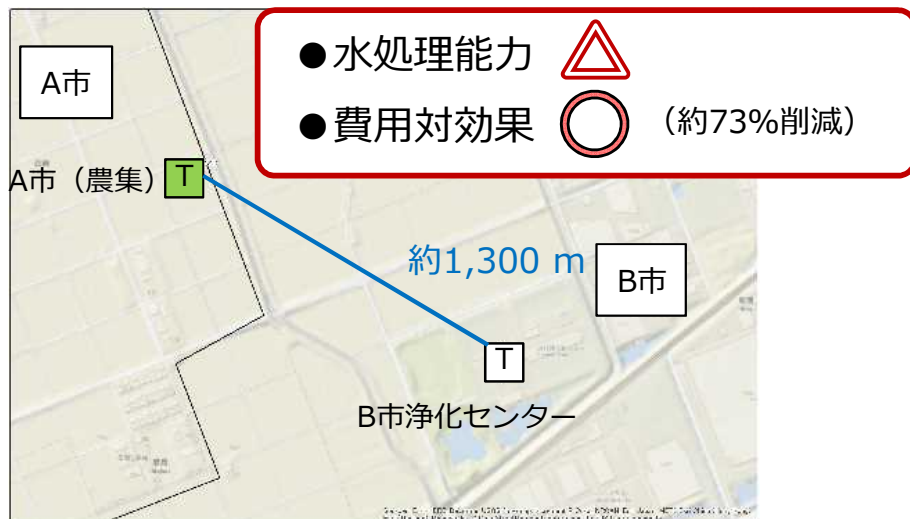 ●水処理能力
●費用対効果 （約73%削減）
A市
A市（農集） T
約1,300 m
B市
T
B市浄化センター